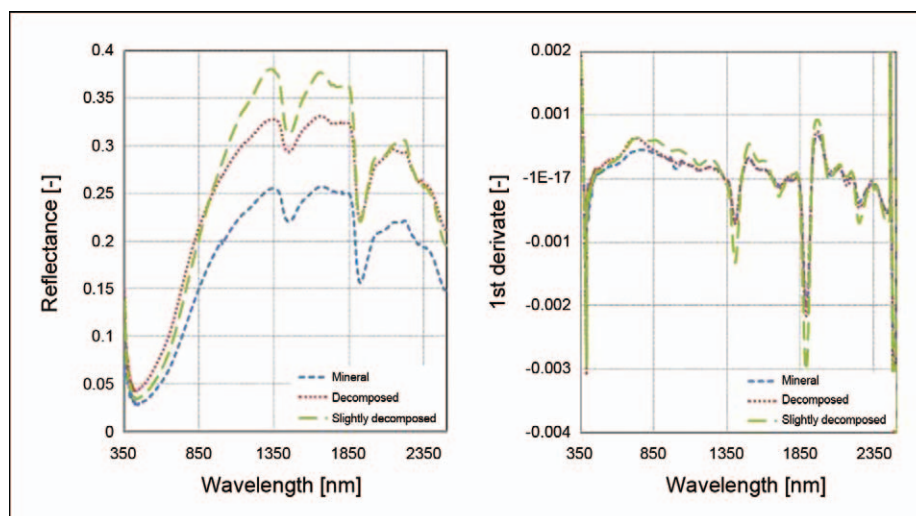 0.4
0.35
0.3
0.25
0.2
0.15
0.1
0.05
0
Reflectance [-]
350
850
1350
1850
2350
Wavelength [nm]
Mineral
Decomposed
Slightly decomposed
0.002
0.001
-1E-17
-0.001
-0.002
-0.003
-0.004
1st derivate [-]
350
850
1350
1850
2350
Wavelength [nm]
Mineral
Decomposed
Slightly decomposed